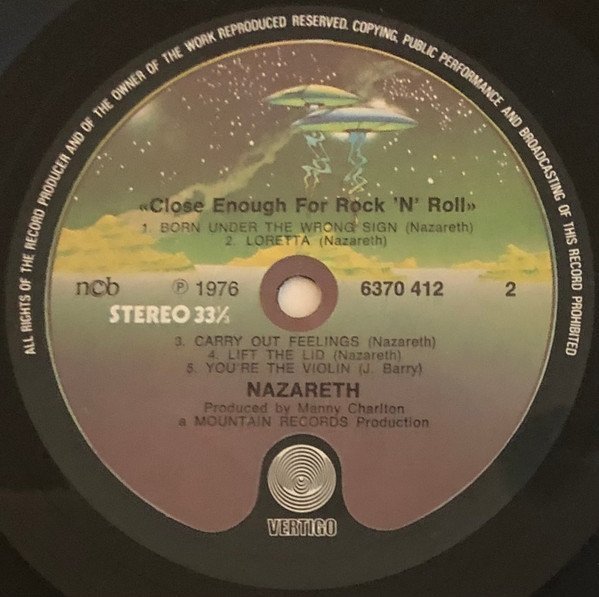 ALL RIGHTS OF THE RECORD PRODUCER AND OF THE OWNER OF THE WORK REPRODUCED RESERVED. COPYING, PUBLIC PERFORMANCE AND BROADCASTING OF THIS RECORD PROHIBITED
«Close Enough For Rock 'N' Roll»
1. BORN UNDER THE WRONG SIGN (Nazareth)
2. LORETTA (Nazareth)
ncb Ⓟ 1976 6370 412 2
STEREO 33⅓
3. CARRY OUT FEELINGS (Nazareth)
4. LIFT THE LID (Nazareth)
5. YOU'RE THE VIOLIN (J. Barry)
NAZARETH
Produced by Manny Charlton
a MOUNTAIN RECORDS Production
VERTIGO